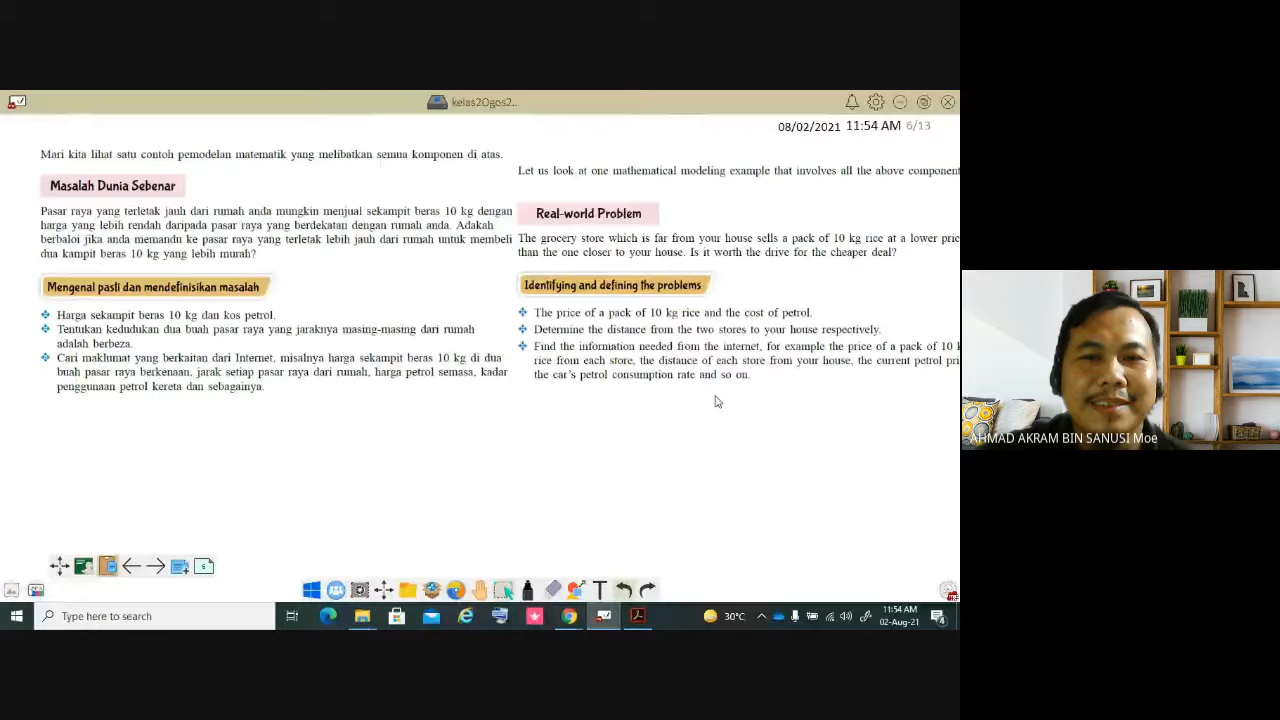 kelas2Ogos2..
08/02/2021 11:54 AM 6/13
Mari kita lihat satu contoh pemodelan matematik yang melibatkan semua komponen di atas.
Masalah Dunia Sebenar
Pasar raya yang terletak jauh dari rumah anda mungkin menjual sekampit beras 10 kg dengan
harga yang lebih rendah daripada pasar raya yang berdekatan dengan rumah anda. Adakah
berbaloi jika anda memandu ke pasar raya yang terletak lebih jauh dari rumah untuk membeli
dua kampit beras 10 kg yang lebih murah?
Mengenal pasti dan mendefinisikan masalah
Harga sekampit beras 10 kg dan kos petrol.
Tentukan kedudukan dua buah pasar raya yang jaraknya masing-masing dari rumah
adalah berbeza.
Cari maklumat yang berkaitan dari Internet, misalnya harga sekampit beras 10 kg di dua
buah pasar raya berkenaan, jarak setiap pasar raya dari rumah, harga petrol semasa, kadar
penggunaan petrol kereta dan sebagainya.
Let us look at one mathematical modeling example that involves all the above component
Real-world Problem
The grocery store which is far from your house sells a pack of 10 kg rice at a lower pric
than the one closer to your house. Is it worth the drive for the cheaper deal?
Identifying and defining the problems
The price of a pack of 10 kg rice and the cost of petrol.
Determine the distance from the two stores to your house respectively.
Find the information needed from the internet, for example the price of a pack of 10 k
rice from each store, the distance of each store from your house, the current petrol pri
the car's petrol consumption rate and so on.
AHMAD AKRAM BIN SANUSI Moe
6
T
Type here to search
30°C
11:54 AM
02-Aug-21
4